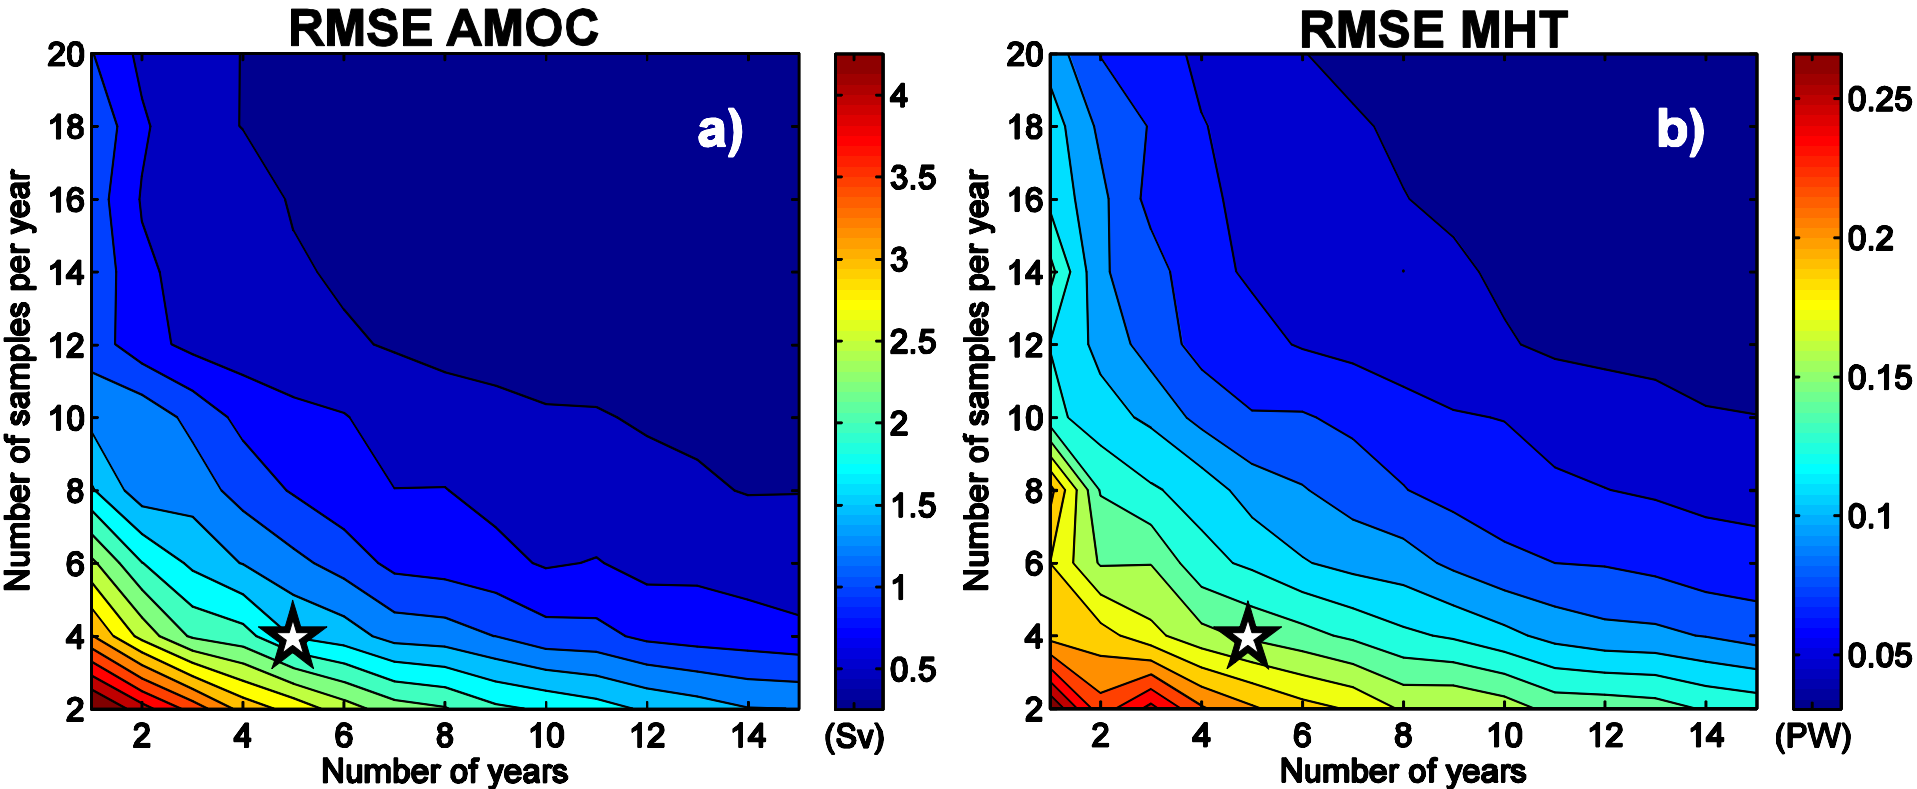 RMSE AMOC
a)
20
18
16
14
12
10
8
6
4
2
Number of samples per year
2 4 6 8 10 12 14
Number of years
4
3.5
3
2.5
2
1.5
1
0.5
(Sv)
RMSE MHT
b)
20
18
16
14
12
10
8
6
4
2
Number of samples per year
2 4 6 8 10 12 14
Number of years
0.25
0.2
0.15
0.1
0.05
(PW)